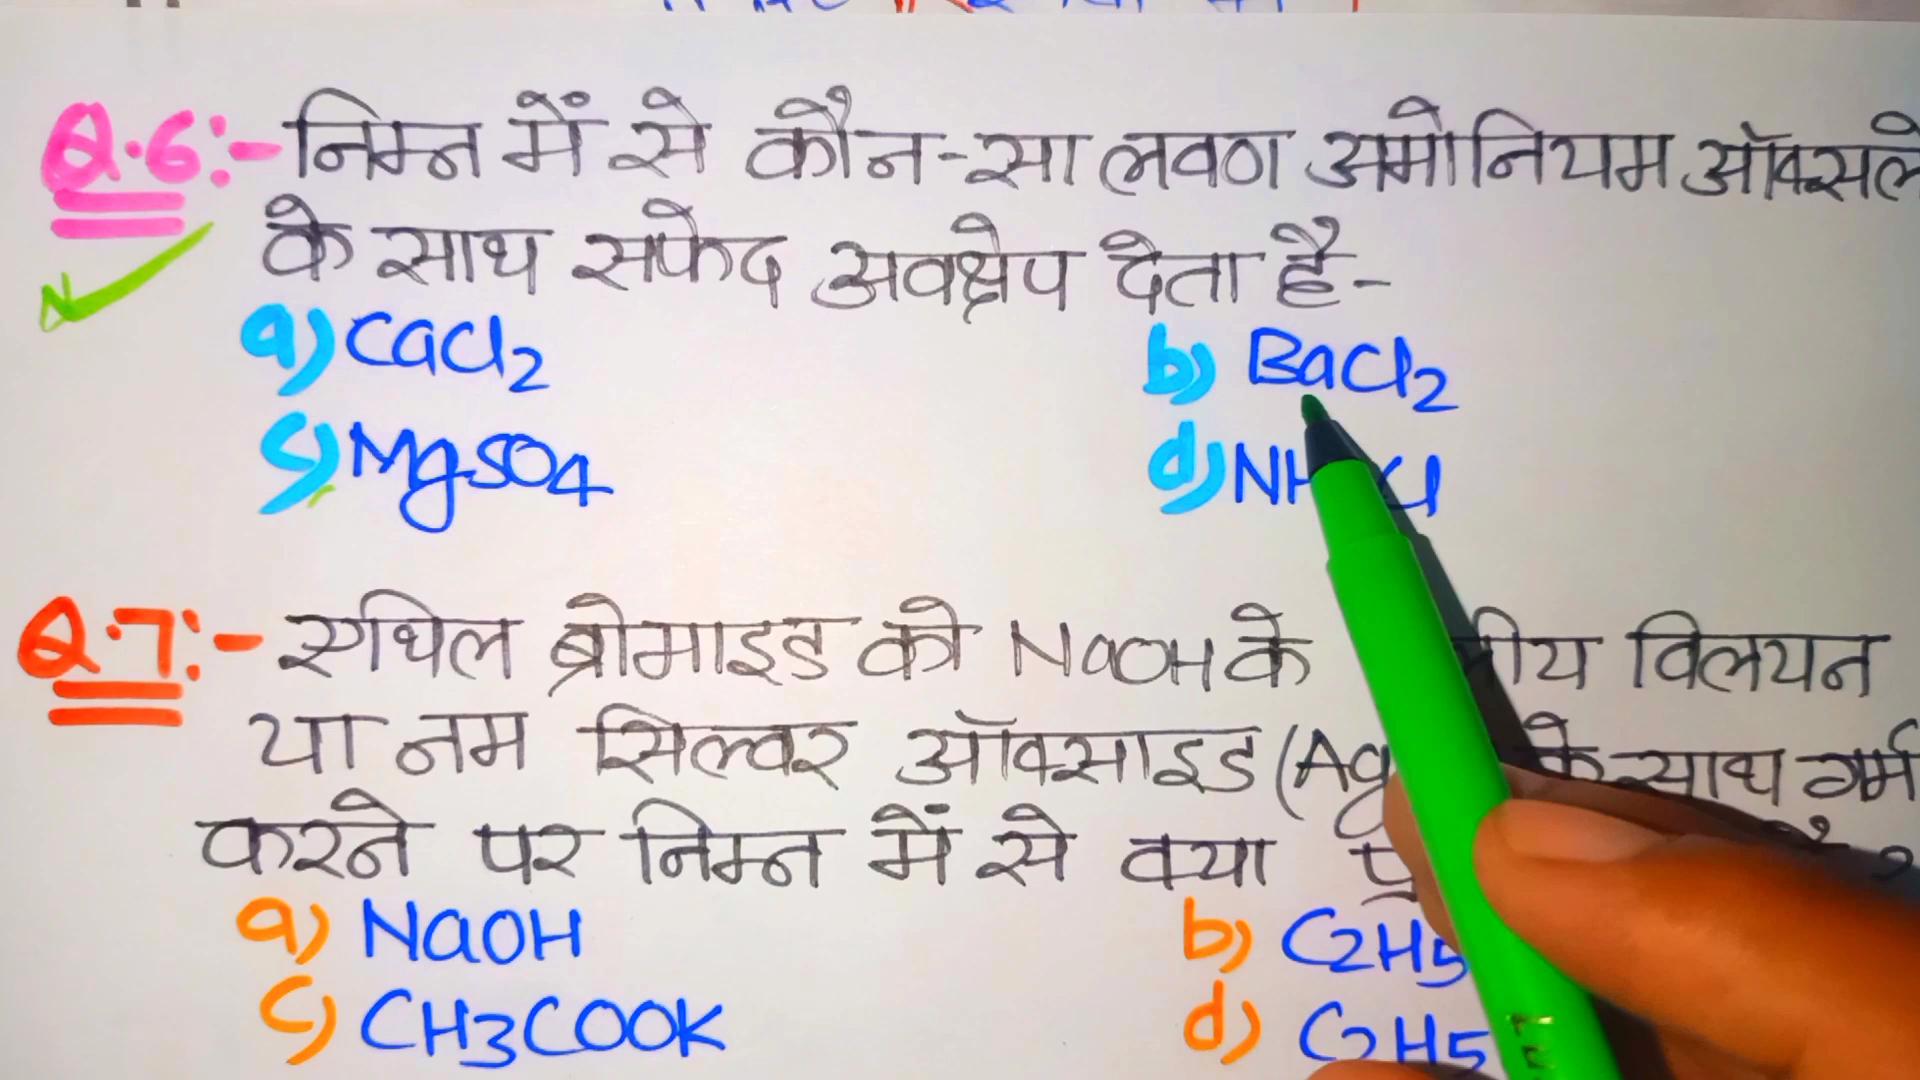 Q.6:- निम्न में से कौन-सा लवण अमोनियम ऑक्सले
के साथ सफेद अवक्षेप देता है-
a) CaCl2 b) BaCl2
c) MgSO4 d) NH
Q.7:- एथिल ब्रोमाइड को NaOH के विलयन
या नम सिल्वर ऑक्साइड (Ag के साथ गर्म
करने पर निम्न में से क्या
a) NaOH b) C2H5
c) CH3COOK d) C2H5